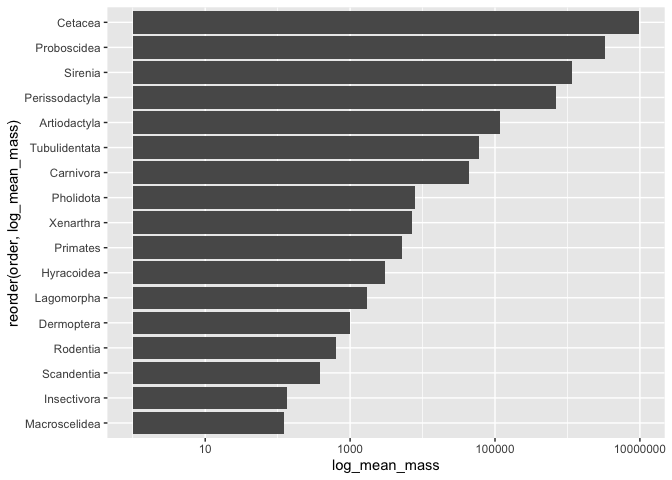 reorder(order, log_mean_mass)
Cetacea
Proboscidea
Sirenia
Perissodactyla
Artiodactyla
Tubulidentata
Carnivora
Pholidota
Xenarthra
Primates
Hyracoidea
Lagomorpha
Dermoptera
Rodentia
Scandentia
Insectivora
Macroscelidea
10 1000 100000 10000000
log_mean_mass